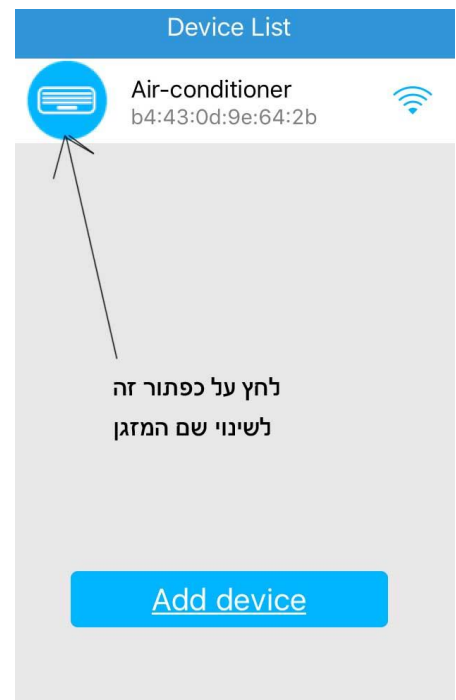 Device List
Air-conditioner
b4:43:0d:9e:64:2b
לחץ על כפתור זה
לשינוי שם המזגן
Add device